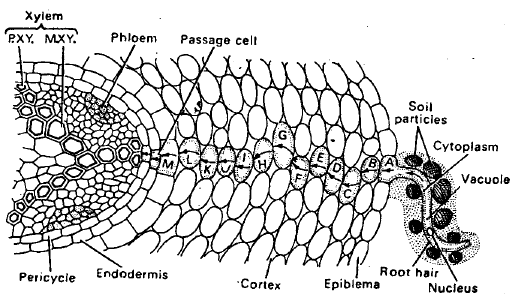 Xylem
P.XY. M.XY.
Phloem
Passage cell
Soil
particles
Cytoplasm
Vacuole
M L K J I H G F E D C B A
Pericycle
Endodermis
Cortex
Epiblema
Root hair
Nucleus